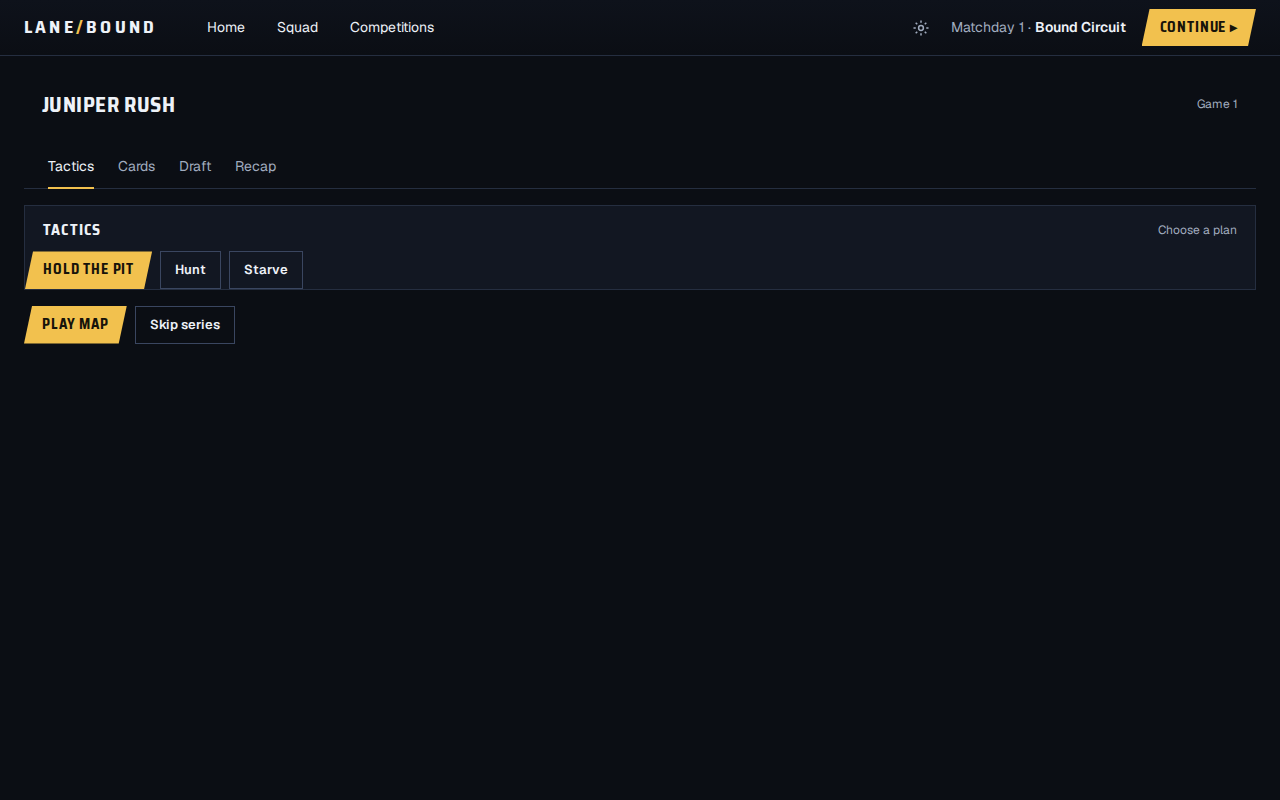 LANE/BOUND Home Squad Competitions Matchday 1 · Bound Circuit CONTINUE ▸
JUNIPER RUSH Game 1
Tactics Cards Draft Recap
TACTICS Choose a plan
HOLD THE PIT Hunt Starve
PLAY MAP Skip series